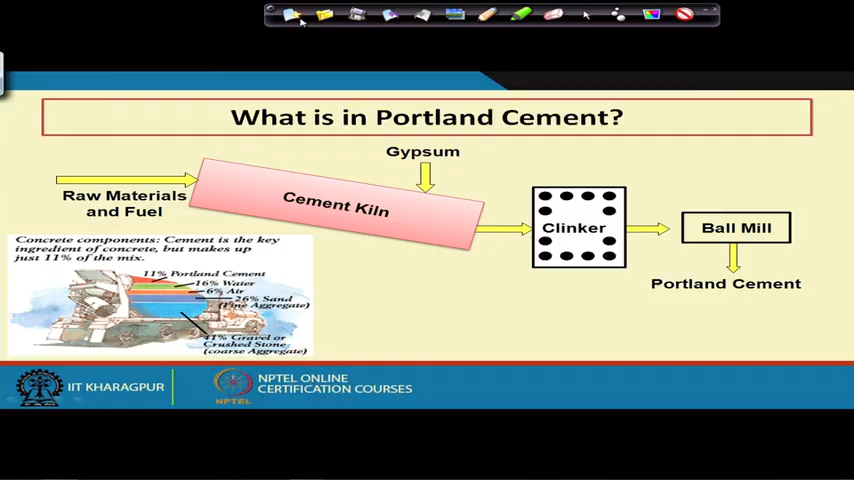 What is in Portland Cement?
Gypsum
Raw Materials
and Fuel
Cement Kiln
Clinker
Ball Mill
Portland Cement
Concrete components: Cement is the key
ingredient of concrete, but makes up
just 11% of the mix.
11% Portland Cement
16% Water
6% Air
26% Sand
(Fine Aggregate)
41% Gravel or
Crushed Stone
(coarse Aggregate)
IIT KHARAGPUR
NPTEL ONLINE
CERTIFICATION COURSES
NPTEL